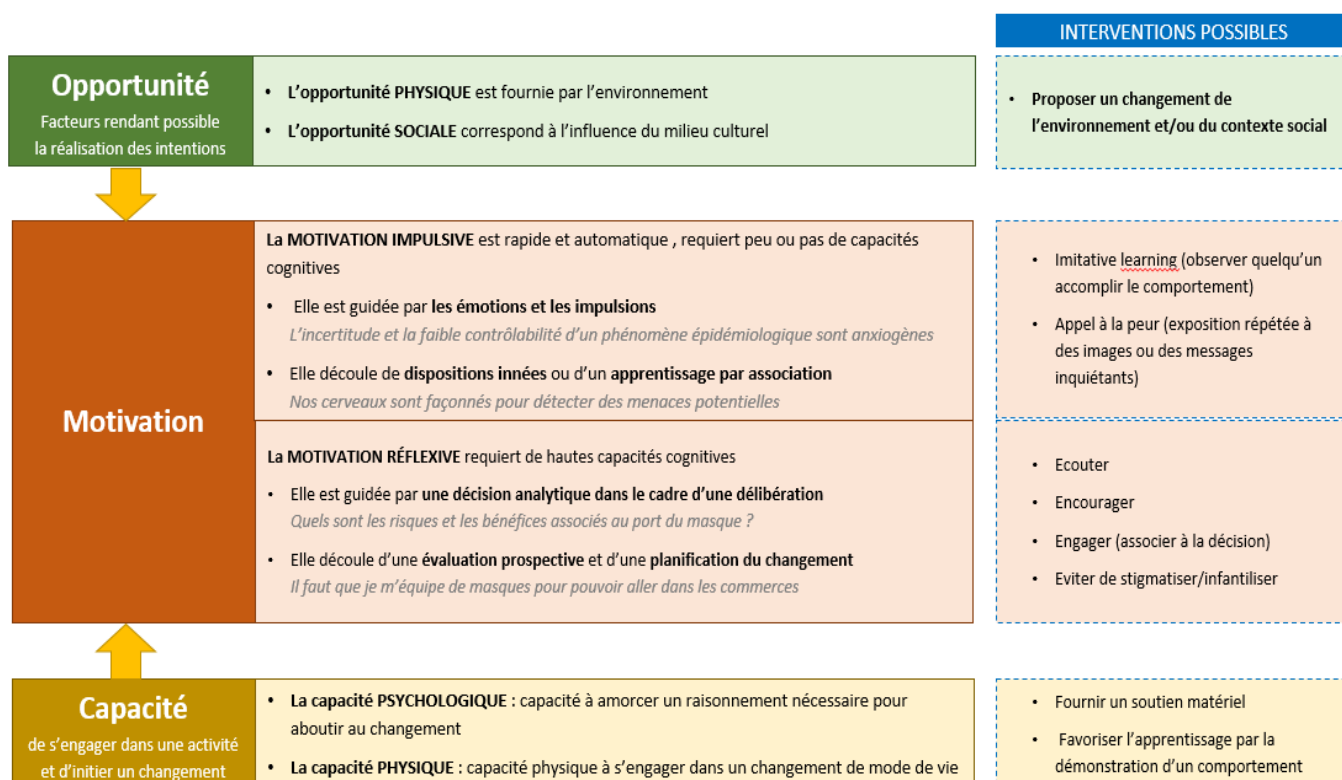 INTERVENTIONS POSSIBLES
Opportunité
Facteurs rendant possible
la réalisation des intentions
• L'opportunité PHYSIQUE est fournie par l'environnement
• L'opportunité SOCIALE correspond à l'influence du milieu culturel
• Proposer un changement de
l'environnement et/ou du contexte social
Motivation
La MOTIVATION IMPULSIVE est rapide et automatique , requiert peu ou pas de capacités
cognitives
• Elle est guidée par les émotions et les impulsions
L'incertitude et la faible contrôlabilité d'un phénomène épidémiologique sont anxiogènes
• Elle découle de dispositions innées ou d'un apprentissage par association
Nos cerveaux sont façonnés pour détecter des menaces potentielles
• Imitative learning (observer quelqu'un
accomplir le comportement)
• Appel à la peur (exposition répétée à
des images ou des messages
inquiétants)
La MOTIVATION RÉFLEXIVE requiert de hautes capacités cognitives
• Elle est guidée par une décision analytique dans le cadre d'une délibération
Quels sont les risques et les bénéfices associés au port du masque ?
• Elle découle d'une évaluation prospective et d'une planification du changement
Il faut que je m'équipe de masques pour pouvoir aller dans les commerces
• Ecouter
• Encourager
• Engager (associer à la décision)
• Eviter de stigmatiser/infantiliser
Capacité
de s'engager dans une activité
et d'initier un changement
• La capacité PSYCHOLOGIQUE : capacité à amorcer un raisonnement nécessaire pour
aboutir au changement
• La capacité PHYSIQUE : capacité physique à s'engager dans un changement de mode de vie
• Fournir un soutien matériel
• Favoriser l'apprentissage par la
démonstration d'un comportement